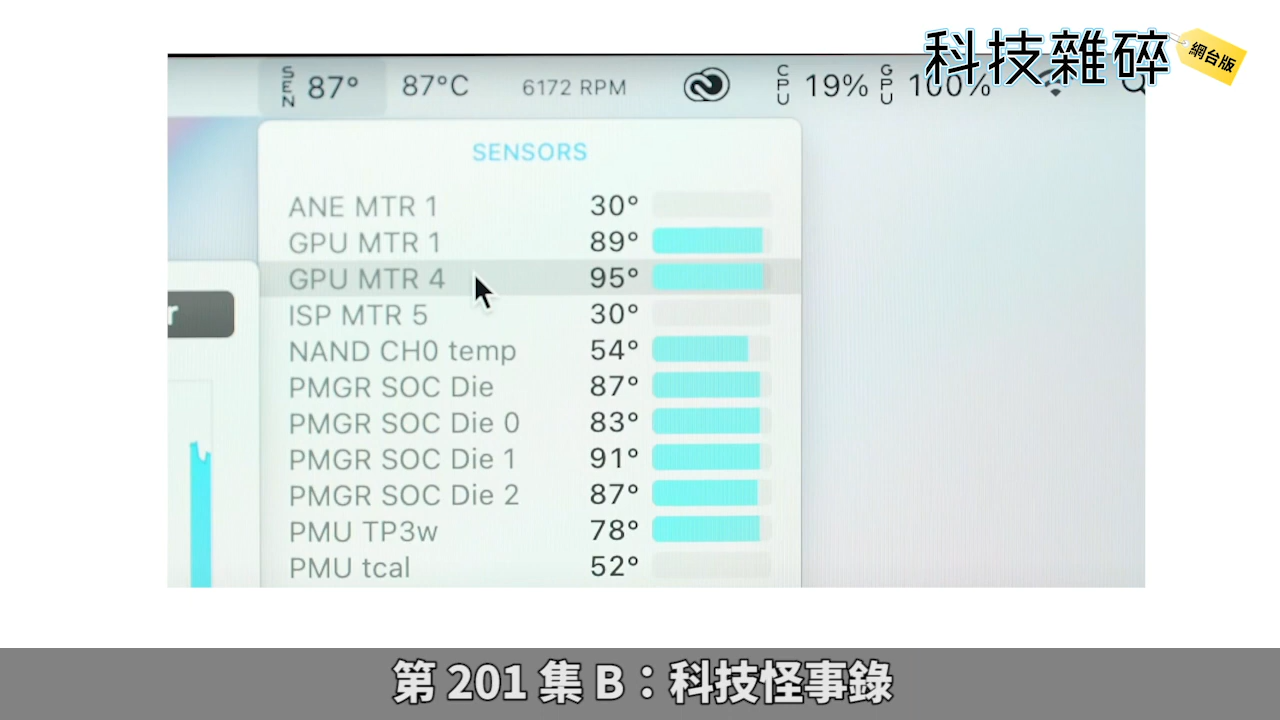 科技雜碎 網台版
SEN 87° 87°C 6172 RPM CPU 19% GPU 100%
SENSORS
ANE MTR 1 30°
GPU MTR 1 89°
GPU MTR 4 95°
r
ISP MTR 5 30°
NAND CH0 temp 54°
PMGR SOC Die 87°
PMGR SOC Die 0 83°
PMGR SOC Die 1 91°
PMGR SOC Die 2 87°
PMU TP3w 78°
PMU tcal 52°
第 201 集 B：科技怪事錄